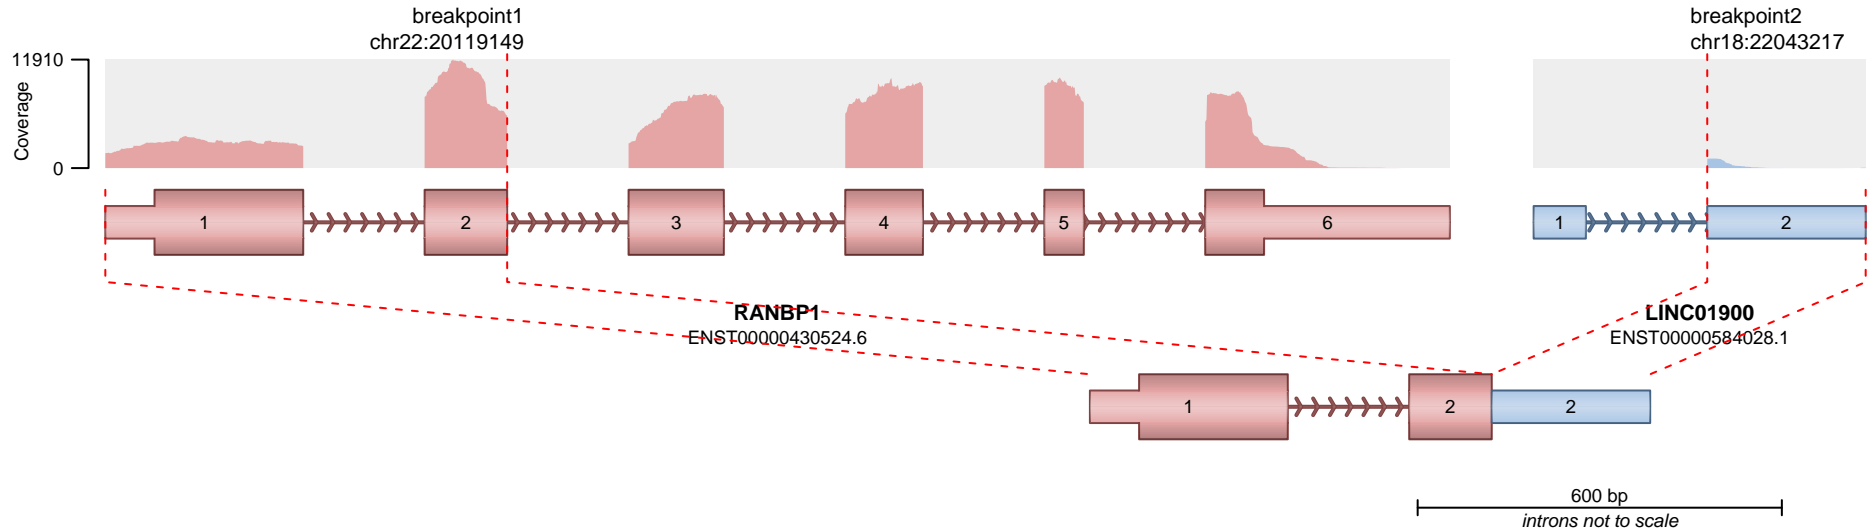 breakpoint1
chr22:20119149
breakpoint2
chr18:22043217
11910
Coverage
0
1 2 3 4 5 6 1 2
RANBP1
ENST00000430524.6
LINC01900
ENST00000584028.1
1 2 2
600 bp
introns not to scale